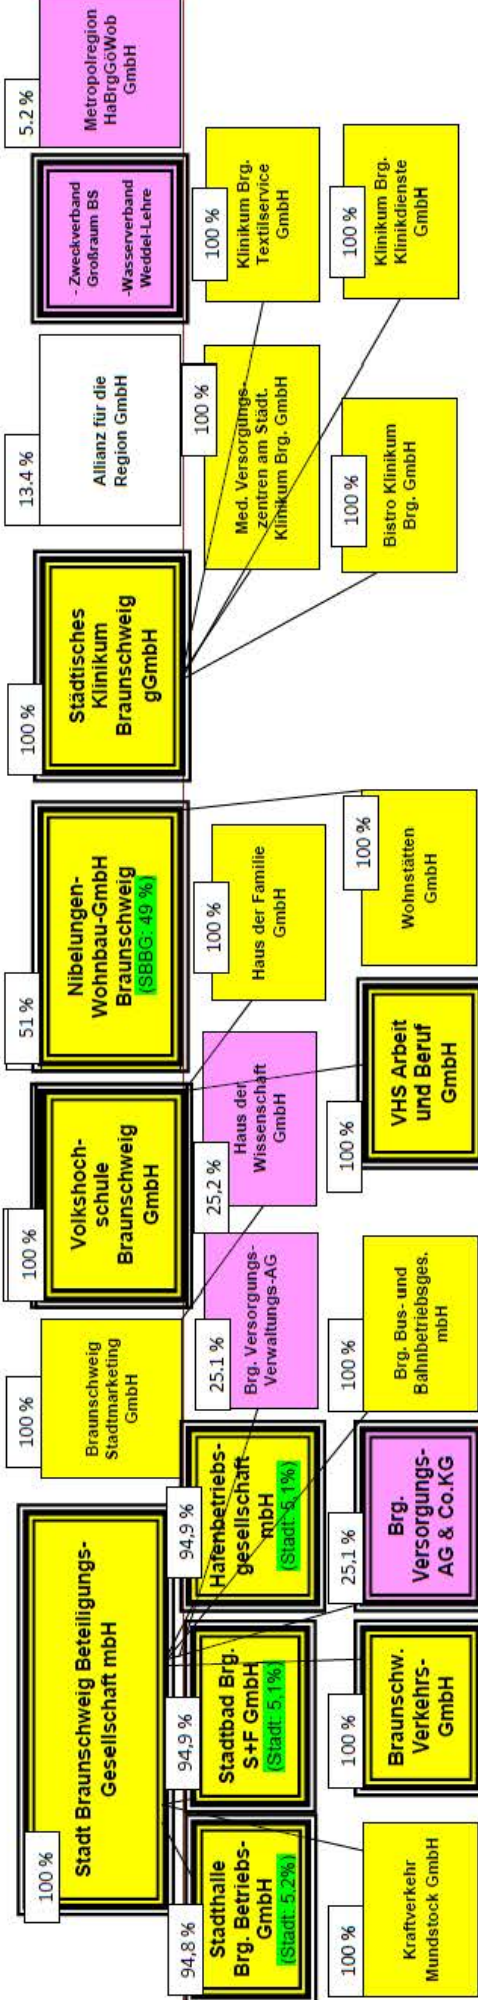 100 %
Stadt Braunschweig Beteiligungs-
Gesellschaft mbH
100 %
Braunschweig
Stadtmarketing
GmbH
100 %
Volkshoch-
schule
Braunschweig
GmbH
51 %
Nibelungen-
Wohnbau-GmbH
Braunschweig
(SBBG: 49 %)
100 %
Städtisches
Klinikum
Braunschweig
gGmbH
13.4 %
Allianz für die
Region GmbH
- Zweckverband
Großraum BS
-Wasserverband
Weddel-Lehre
5.2 %
Metropolregion
HaBrgGöWob
GmbH
94,8 %
Stadthalle
Brg. Betriebs-
GmbH
(Stadt: 5,2%)
94,9 %
Stadtbad Brg.
S+F GmbH
(Stadt: 5,1%)
94,9 %
Hafenbetriebs-
gesellschaft
mbH
(Stadt: 5,1%)
25.1 %
Brg. Versorgungs-
Verwaltungs-AG
25,2 %
Haus der
Wissenschaft
GmbH
100 %
Haus der Familie
GmbH
100 %
Med. Versorgungs-
zentren am Städt.
Klinikum Brg. GmbH
100 %
Klinikum Brg.
Textilservice
GmbH
100 %
Kraftverkehr
Mundstock GmbH
100 %
Braunschw.
Verkehrs-
GmbH
25,1 %
Brg.
Versorgungs-
AG & Co.KG
100 %
Brg. Bus- und
Bahnbetriebsges.
mbH
100 %
VHS Arbeit
und Beruf
GmbH
100 %
Wohnstätten
GmbH
100 %
Bistro Klinikum
Brg. GmbH
100 %
Klinikum Brg.
Klinikdienste
GmbH